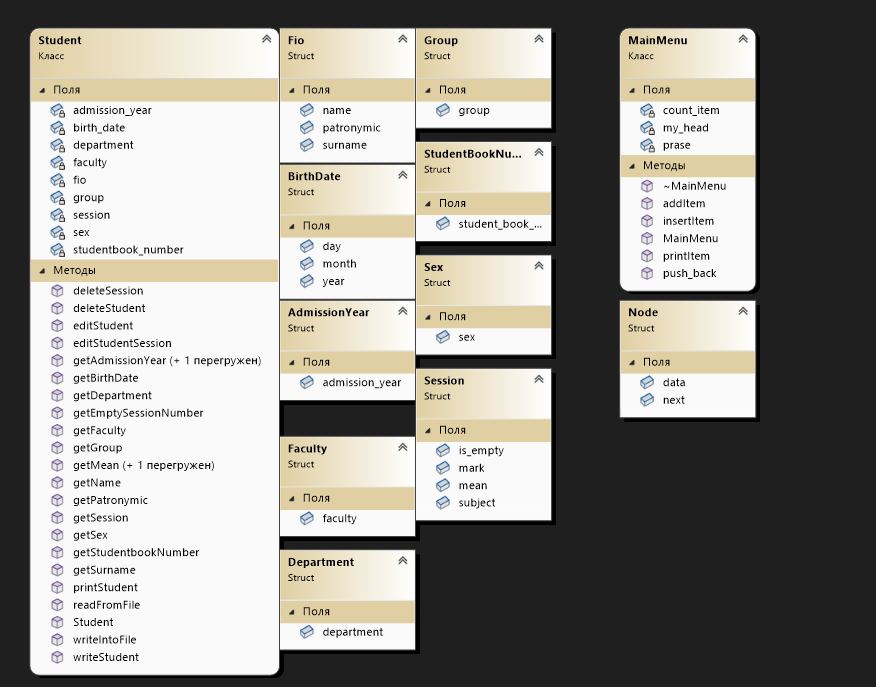 Student
Класс
Поля
admission_year
birth_date
department
faculty
fio
group
session
sex
studentbook_number
Методы
deleteSession
deleteStudent
editStudent
editStudentSession
getAdmissionYear (+ 1 перегружен)
getBirthDate
getDepartment
getEmptySessionNumber
getFaculty
getGroup
getMean (+ 1 перегружен)
getName
getPatronymic
getSession
getSex
getStudentbookNumber
getSurname
printStudent
readFromFile
Student
writeIntoFile
writeStudent
Fio
Struct
Поля
name
patronymic
surname
BirthDate
Struct
Поля
day
month
year
AdmissionYear
Struct
Поля
admission_year
Faculty
Struct
Поля
faculty
Department
Struct
Поля
department
Group
Struct
Поля
group
StudentBookNu...
Struct
Поля
student_book_...
Sex
Struct
Поля
sex
Session
Struct
Поля
is_empty
mark
mean
subject
MainMenu
Класс
Поля
count_item
my_head
prase
Методы
~MainMenu
addItem
insertItem
MainMenu
printItem
push_back
Node
Struct
Поля
data
next